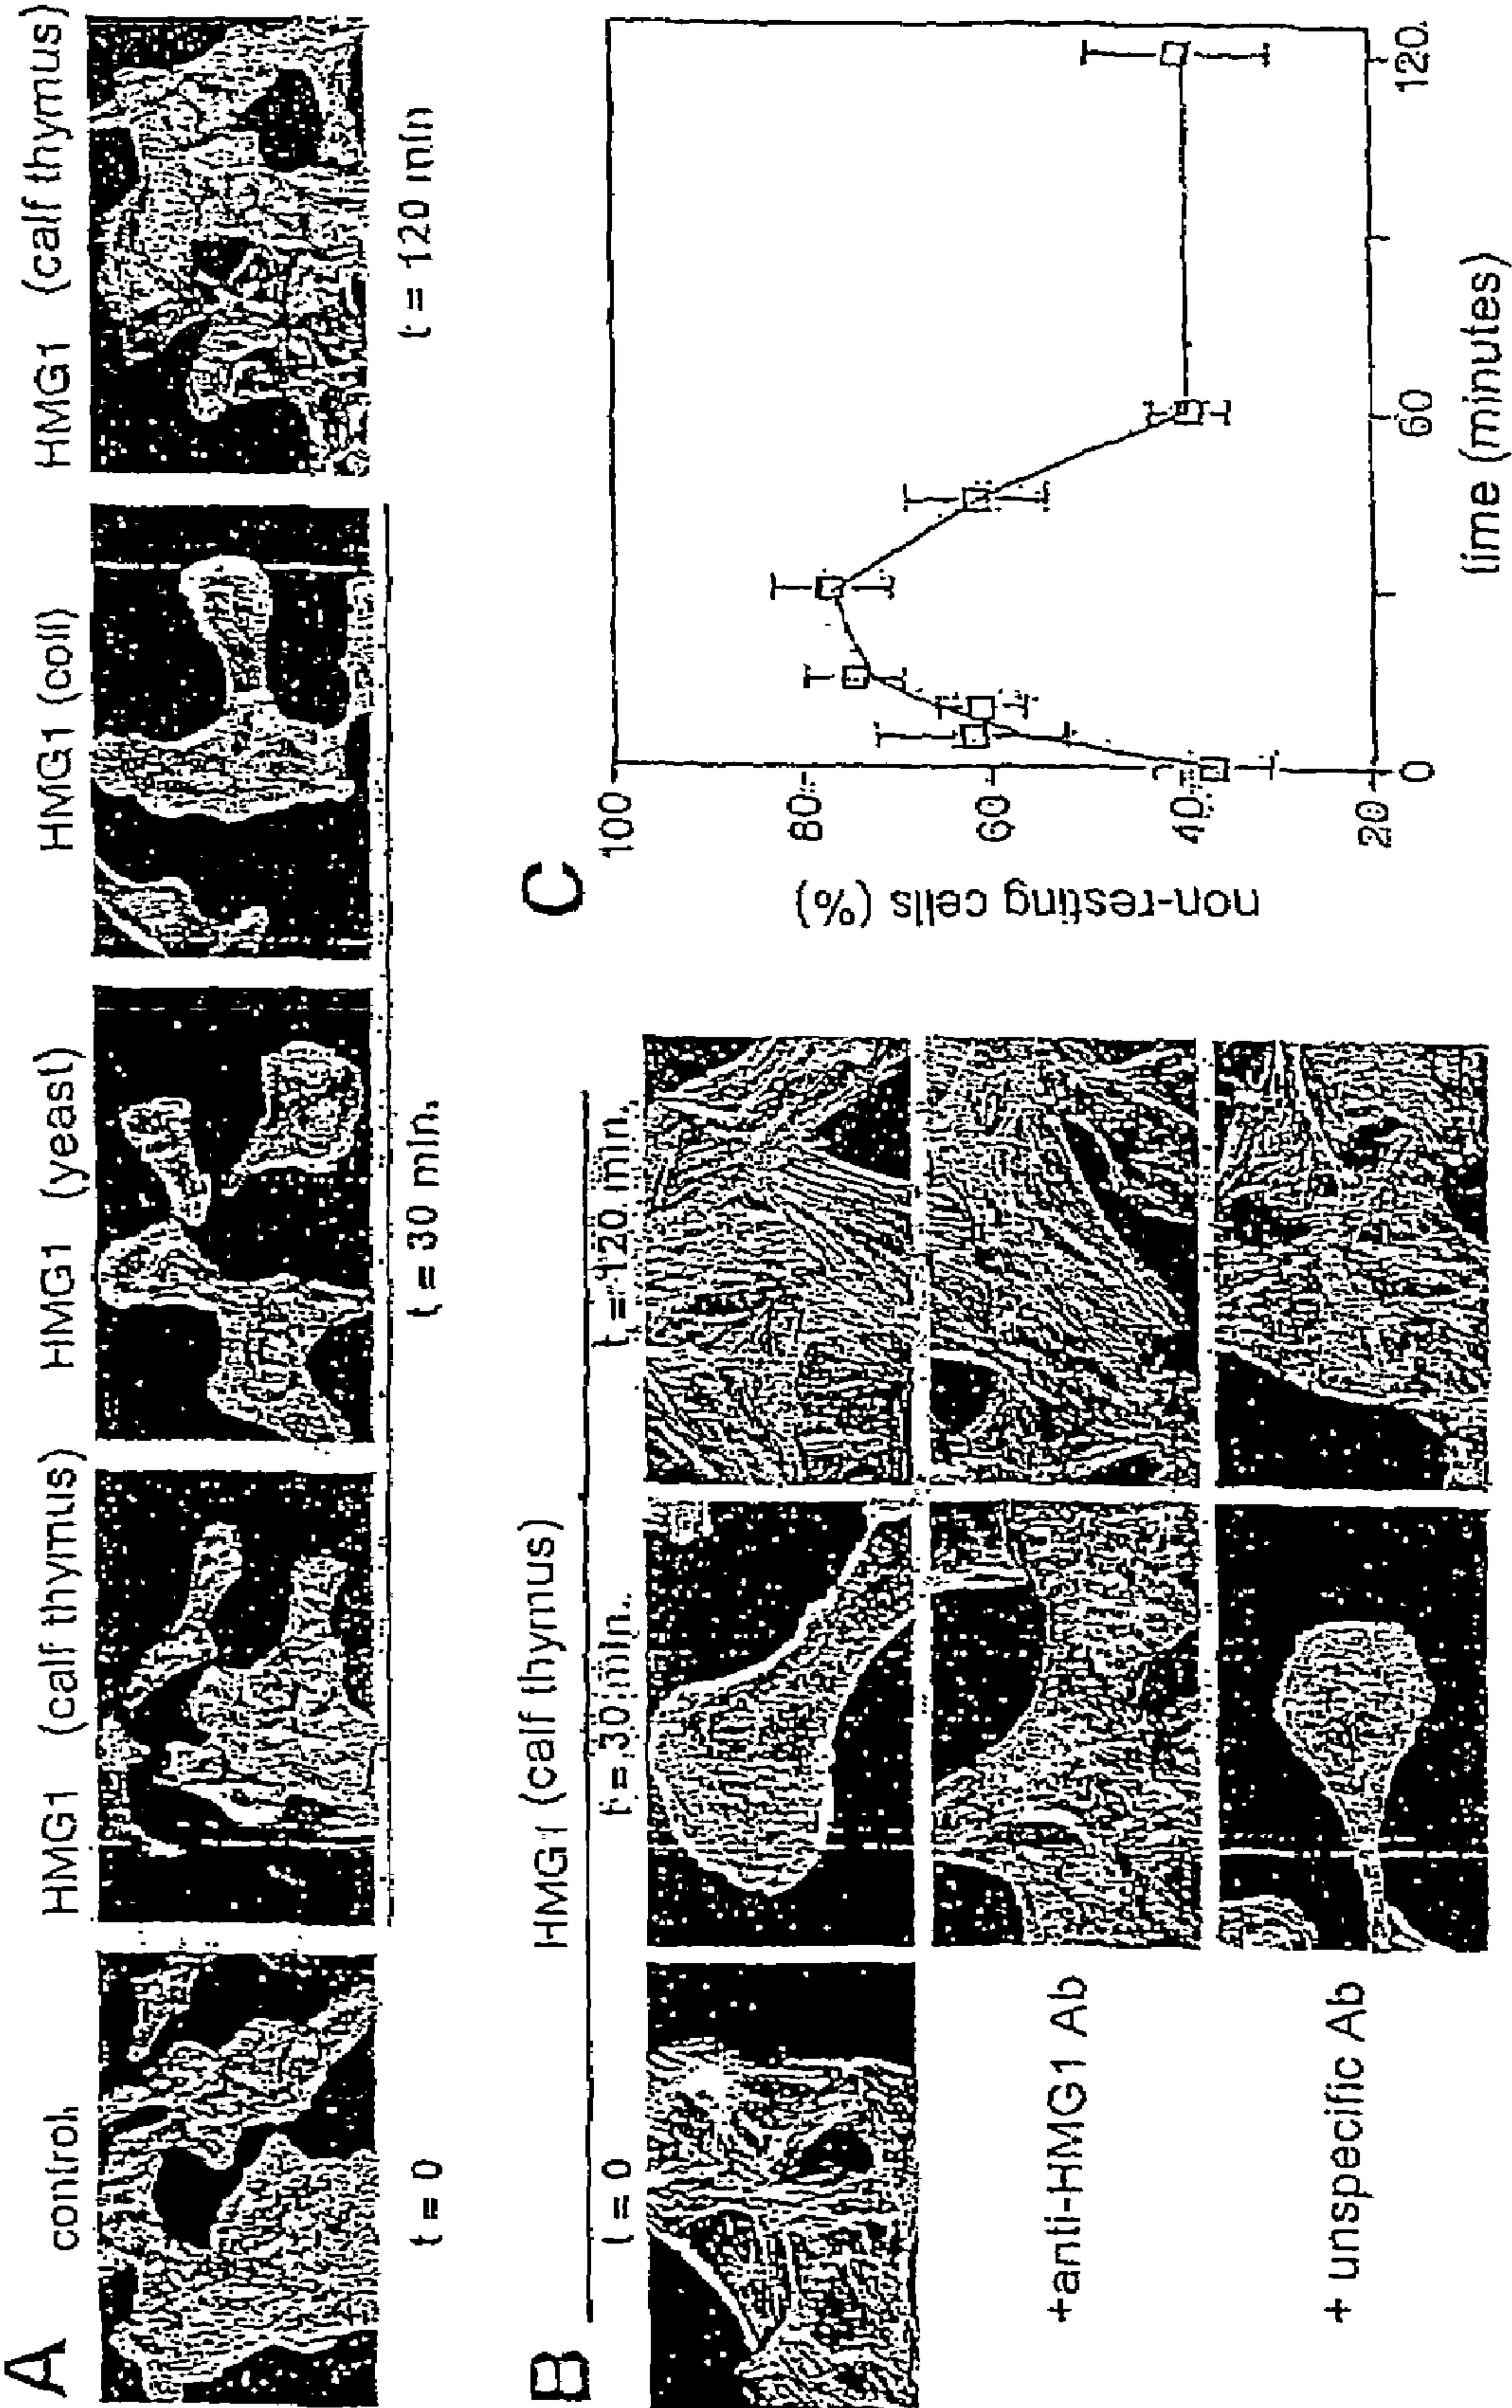 A
control
HMG1 (calf thymus)
HMG1 (yeast)
HMG1 (coli)
HMG1 (calf thymus)
t = 0
t = 30 min.
t = 120 min
B
HMG1 (calf thymus)
t = 0
t = 30 min.
t = 120 min.
+anti-HMG1 Ab
+ unspecific Ab
C
non-resting cells (%)
100
80
60
40
20
0
60
120
time (minutes)